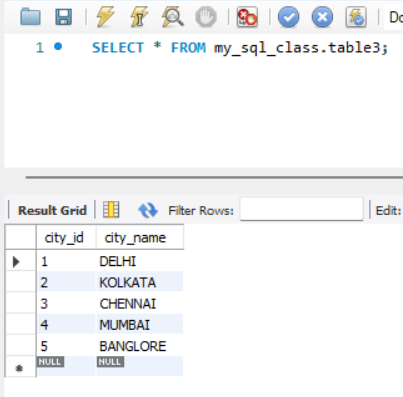 Do
1 SELECT * FROM my_sql_class.table3;
Result Grid Filter Rows: Edit:
city_id city_name
1 DELHI
2 KOLKATA
3 CHENNAI
4 MUMBAI
5 BANGLORE
NULL NULL